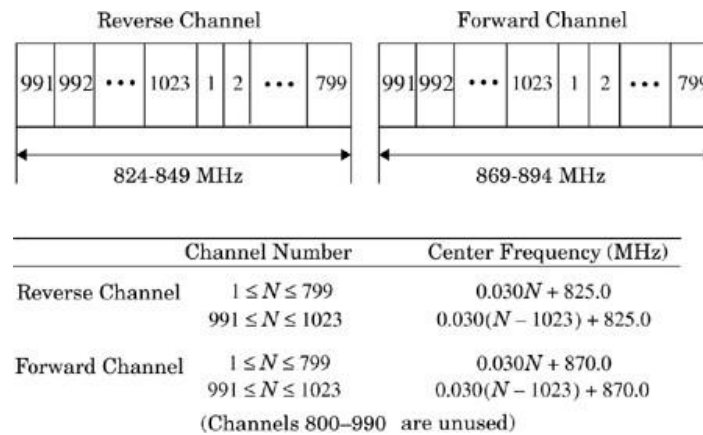 Reverse Channel Forward Channel
991 992 ••• 1023 1 2 ••• 799 991 992 ••• 1023 1 2 ••• 799
824-849 MHz 869-894 MHz
Channel Number Center Frequency (MHz)
Reverse Channel 1 ≤ N ≤ 799 0.030N + 825.0
991 ≤ N ≤ 1023 0.030(N – 1023) + 825.0
Forward Channel 1 ≤ N ≤ 799 0.030N + 870.0
991 ≤ N ≤ 1023 0.030(N – 1023) + 870.0
(Channels 800–990 are unused)